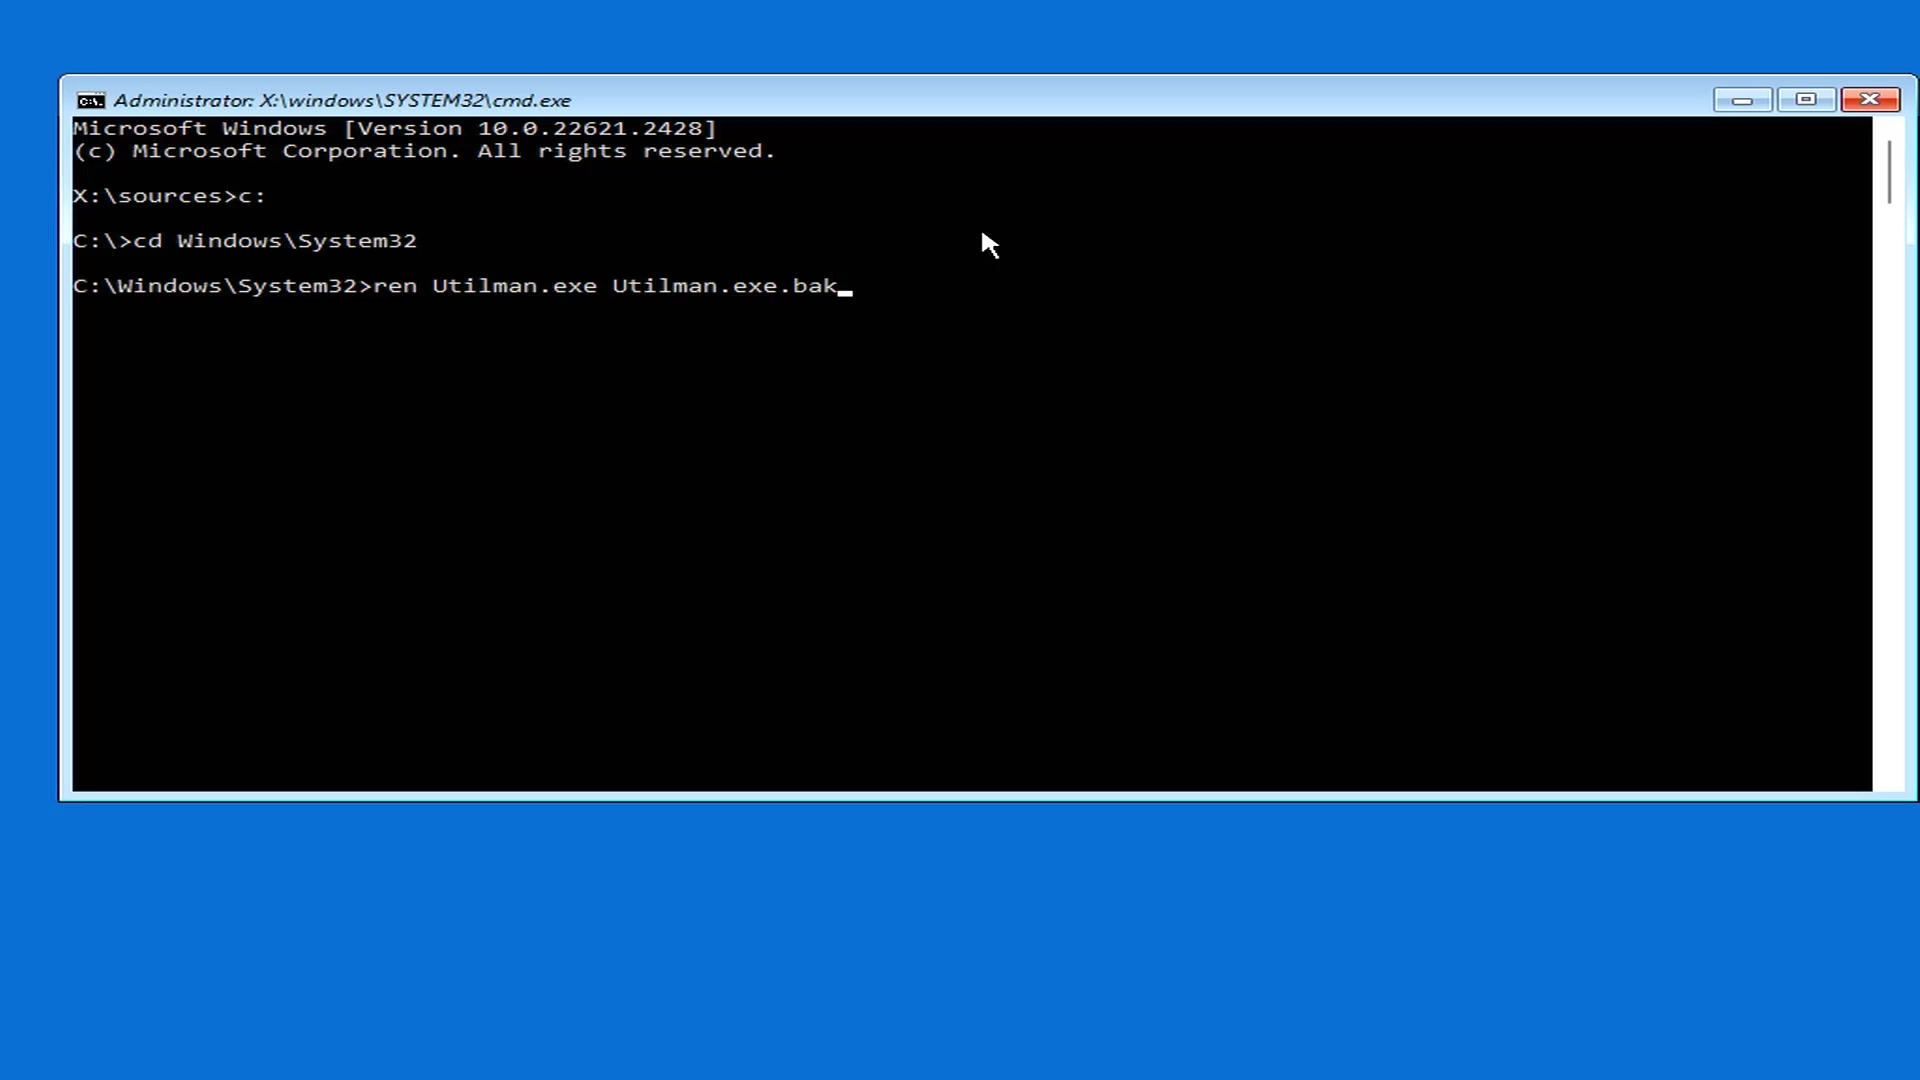 Administrator: X:\windows\SYSTEM32\cmd.exe
Microsoft Windows [Version 10.0.22621.2428]
(c) Microsoft Corporation. All rights reserved.
X:\sources>c:
C:\>cd Windows\System32
C:\Windows\System32>ren Utilman.exe Utilman.exe.bak